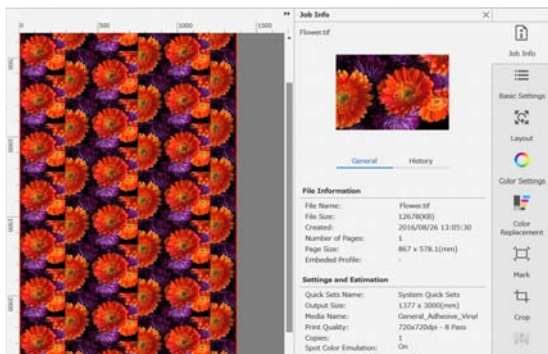 Job Info
Flower.tif
General
History
File Information
File Name: Flower.tif
File Size: 12678(KB)
Created: 2016/08/26 13:05:30
Number of Pages: 1
Page Size: 867 x 578.1(mm)
Embeded Profile: -
Settings and Estimation
Quick Sets Name: System Quick Sets
Output Size: 1377 x 3000(mm)
Media Name: General_Adhesive_Vinyl
Print Quality: 720x720dpi - 8 Pass
Copies: 1
Spot Color Emulation: On
0
500
1000
1500
500
1000
1500
2000
Job Info
Basic Settings
Layout
Color Settings
Color
Replacement
Mark
Crop